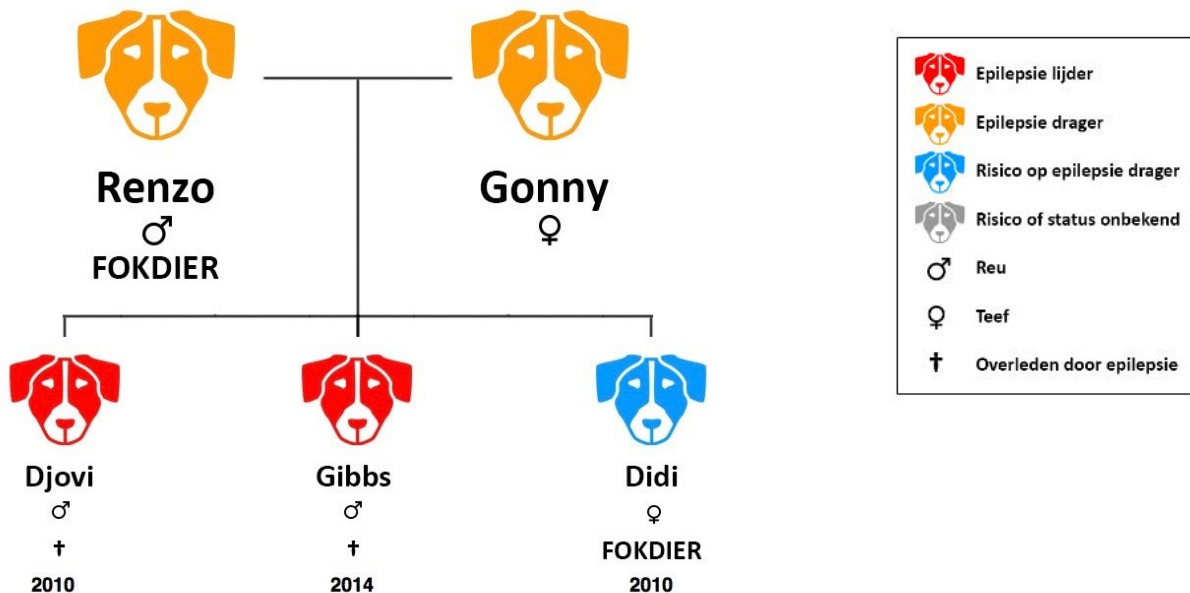 Renzo
♂
FOKDIER
Gonny
♀
Djovi
♂
†
2010
Gibbs
♂
†
2014
Didi
♀
FOKDIER
2010
Epilepsie lijder
Epilepsie drager
Risico op epilepsie drager
Risico of status onbekend
♂ Reu
♀ Teef
† Overleden door epilepsie